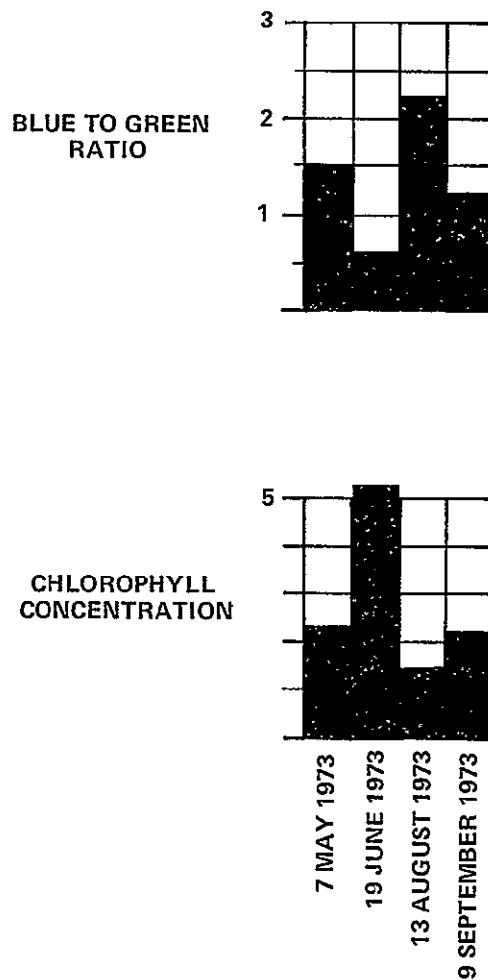 BLUE TO GREEN
RATIO
3
2
1
CHLOROPHYLL
CONCENTRATION
5
7 MAY 1973
19 JUNE 1973
13 AUGUST 1973
9 SEPTEMBER 1973